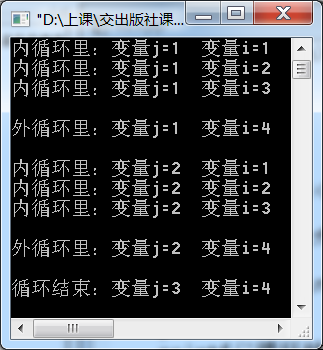 "D:\上课\交出版社课...
内循环里：变量j=1  变量i=1
内循环里：变量j=1  变量i=2
内循环里：变量j=1  变量i=3
外循环里：变量j=1  变量i=4
内循环里：变量j=2  变量i=1
内循环里：变量j=2  变量i=2
内循环里：变量j=2  变量i=3
外循环里：变量j=2  变量i=4
循环结束：变量j=3  变量i=4